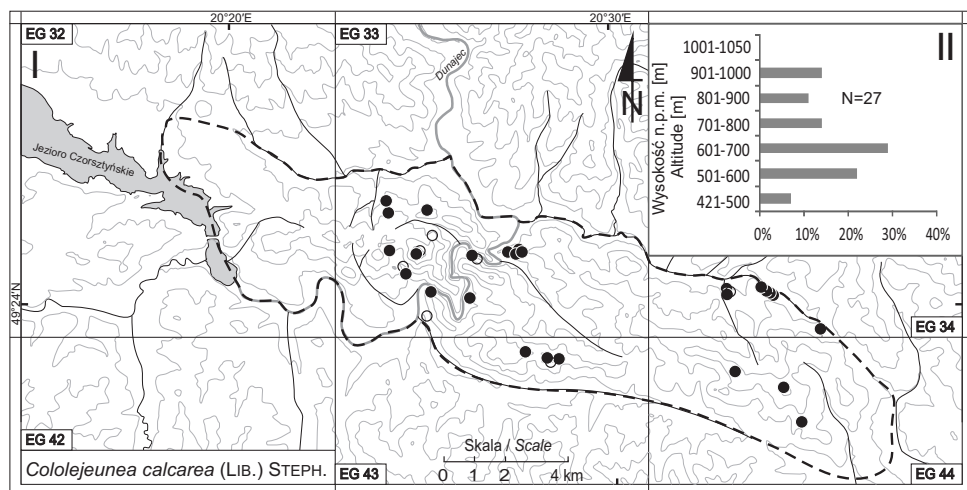 20°20'E
20°30'E
EG 32
EG 33
I
II
Dunajec
N
Jezioro Czorsztyńskie
Wysokość n.p.m. [m]
Altitude [m]
1001-1050
901-1000
801-900
701-800
601-700
501-600
421-500
N=27
0% 10% 20% 30% 40%
49°24'N
EG 34
EG 42
Cololejeunea calcarea (LIB.) STEPH.
Skala / Scale
0 1 2 4 km
EG 43
EG 44